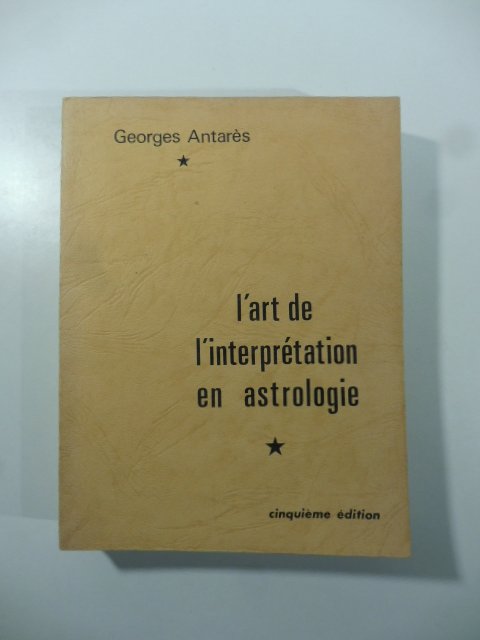 Georges Antarès
★
l'art de
l'interprétation
en astrologie
★
cinquième édition